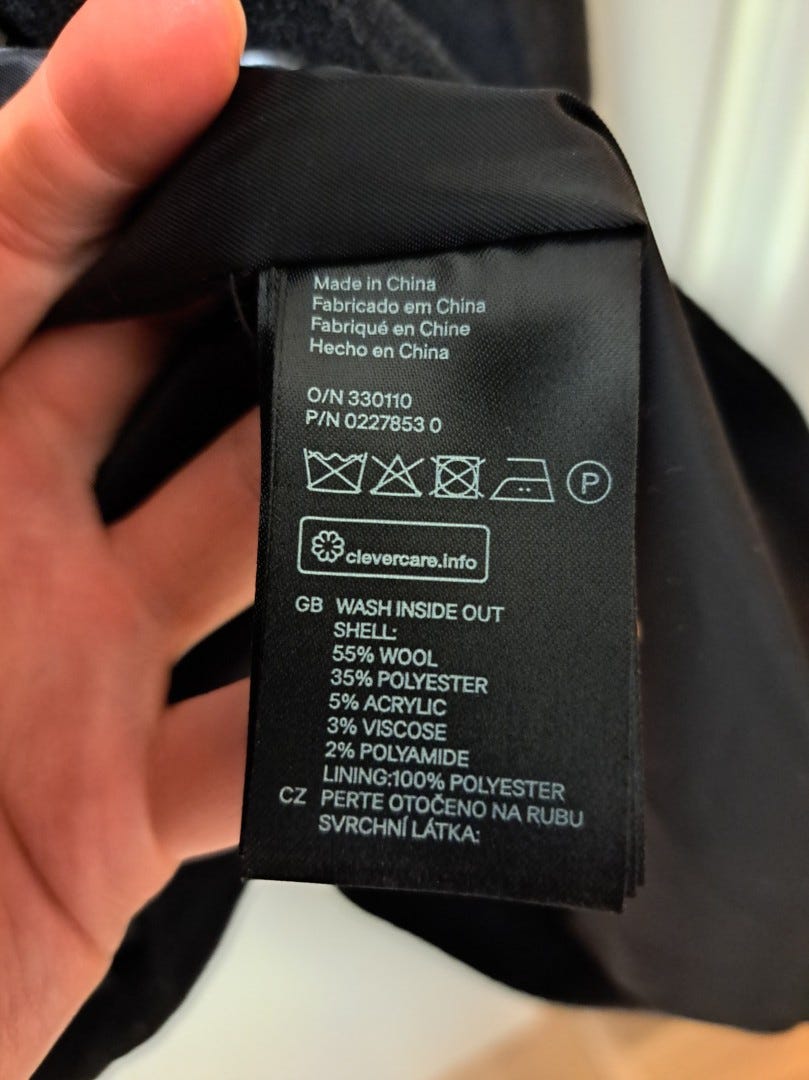 Made in China
Fabricado em China
Fabriqué en Chine
Hecho en China
O/N 330110
P/N 0227853 0
P
clevercare.info
GB WASH INSIDE OUT
SHELL:
55% WOOL
35% POLYESTER
5% ACRYLIC
3% VISCOSE
2% POLYAMIDE
LINING:100% POLYESTER
CZ PERTE OTOČENO NA RUBU
SVRCHNÍ LÁTKA: